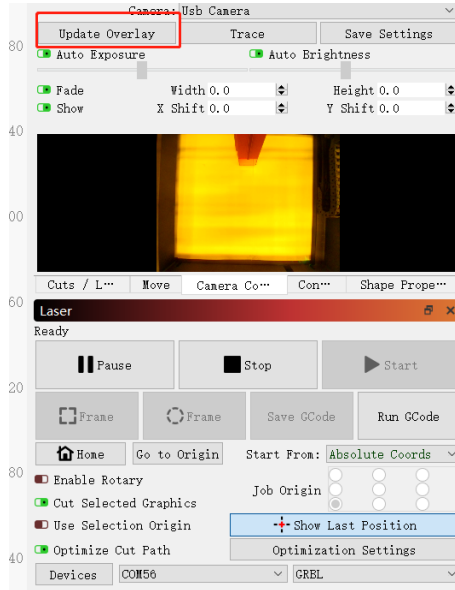 Camera: Usb Camera
Update Overlay Trace Save Settings
80
Auto Exposure Auto Brightness
Fade Width 0.0 Height 0.0
Show X Shift 0.0 Y Shift 0.0
40
00
Cuts / L… Move Camera Co… Con… Shape Prope…
60
Laser
Ready
Pause Stop Start
20
Frame Frame Save GCode Run GCode
Home Go to Origin Start From: Absolute Coords
80
Enable Rotary
Job Origin
Cut Selected Graphics
Use Selection Origin Show Last Position
Optimize Cut Path Optimization Settings
40
Devices COM56 GRBL